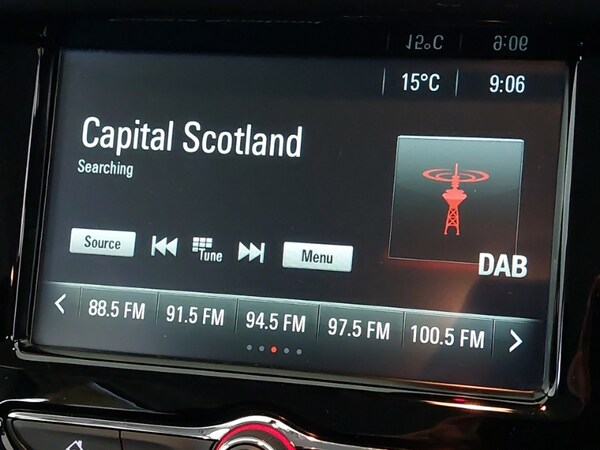 15°C 9:06
Capital Scotland
Searching
Source Tune Menu
DAB
88.5 FM 91.5 FM 94.5 FM 97.5 FM 100.5 FM